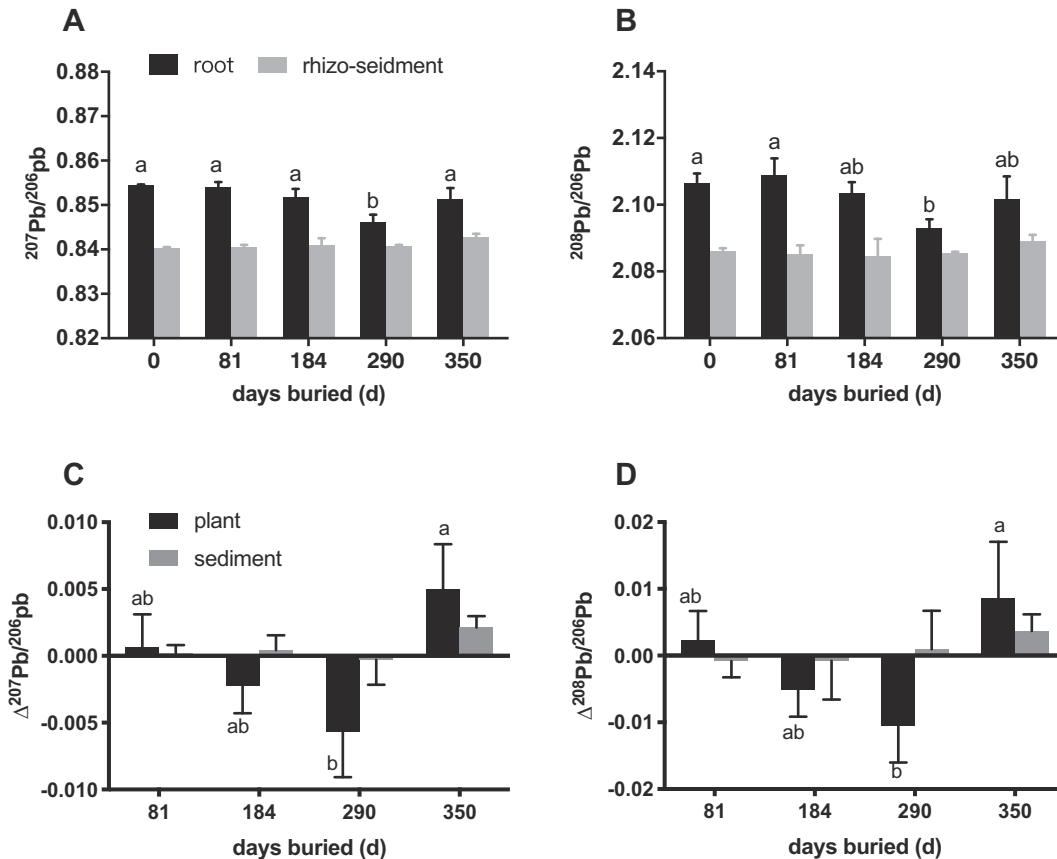 A
root rhizo-seidment
0.88
0.87
0.86
0.85
0.84
0.83
0.82
²⁰⁷Pb/²⁰⁶pb
a a a b a
0 81 184 290 350
days buried (d)
B
2.14
2.12
2.10
2.08
2.06
²⁰⁸Pb/²⁰⁶Pb
a a ab b ab
0 81 184 290 350
days buried (d)
C
plant
sediment
0.010
0.005
0.000
-0.005
-0.010
Δ²⁰⁷Pb/²⁰⁶pb
ab ab b a
81 184 290 350
days buried (d)
D
0.02
0.01
0.00
-0.01
-0.02
Δ²⁰⁸Pb/²⁰⁶Pb
ab ab b a
81 184 290 350
days buried (d)